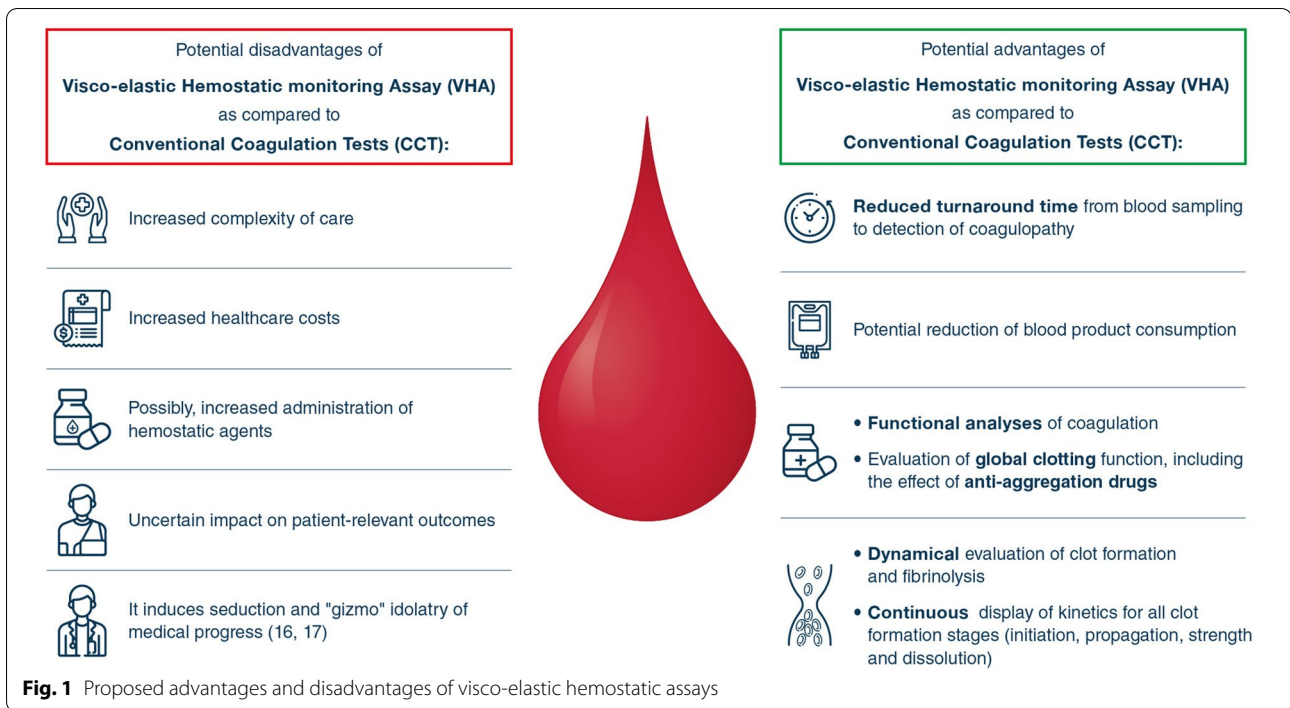 Potential disadvantages of
Visco-elastic Hemostatic monitoring Assay (VHA)
as compared to
Conventional Coagulation Tests (CCT):
Increased complexity of care
Increased healthcare costs
$
Possibly, increased administration of
hemostatic agents
Uncertain impact on patient-relevant outcomes
It induces seduction and "gizmo" idolatry of
medical progress (16, 17)
Potential advantages of
Visco-elastic Hemostatic monitoring Assay (VHA)
as compared to
Conventional Coagulation Tests (CCT):
Reduced turnaround time from blood sampling
to detection of coagulopathy
Potential reduction of blood product consumption
• Functional analyses of coagulation
• Evaluation of global clotting function, including
the effect of anti-aggregation drugs
• Dynamical evaluation of clot formation
and fibrinolysis
• Continuous display of kinetics for all clot
formation stages (initiation, propagation, strength
and dissolution)
Fig. 1 Proposed advantages and disadvantages of visco-elastic hemostatic assays